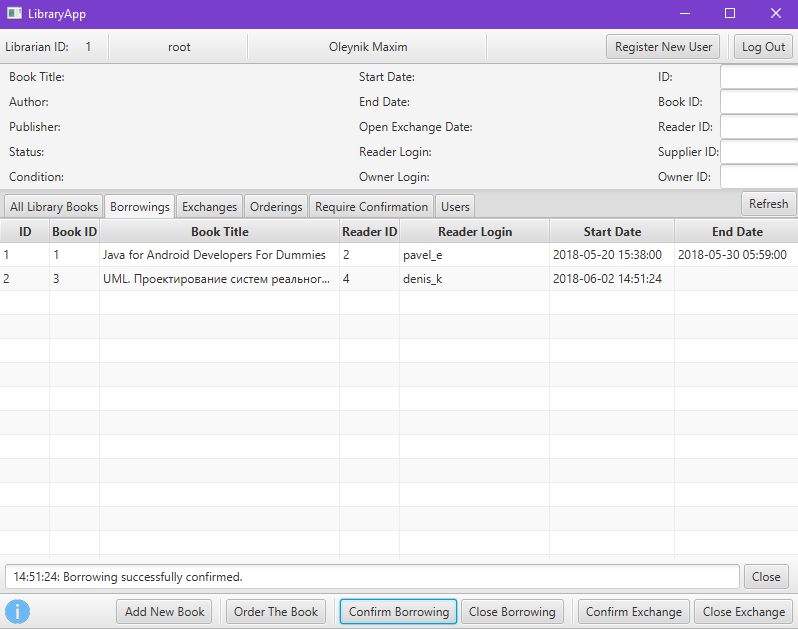 LibraryApp
Librarian ID: 1 root Oleynik Maxim Register New User Log Out
Book Title: Start Date: ID:
Author: End Date: Book ID:
Publisher: Open Exchange Date: Reader ID:
Status: Reader Login: Supplier ID:
Condition: Owner Login: Owner ID:
All Library Books Borrowings Exchanges Orderings Require Confirmation Users Refresh
ID Book ID Book Title Reader ID Reader Login Start Date End Date
1 1 Java for Android Developers For Dummies 2 pavel_e 2018-05-20 15:38:00 2018-05-30 05:59:00
2 3 UML. Проектирование систем реальног... 4 denis_k 2018-06-02 14:51:24
14:51:24: Borrowing successfully confirmed. Close
i Add New Book Order The Book Confirm Borrowing Close Borrowing Confirm Exchange Close Exchange